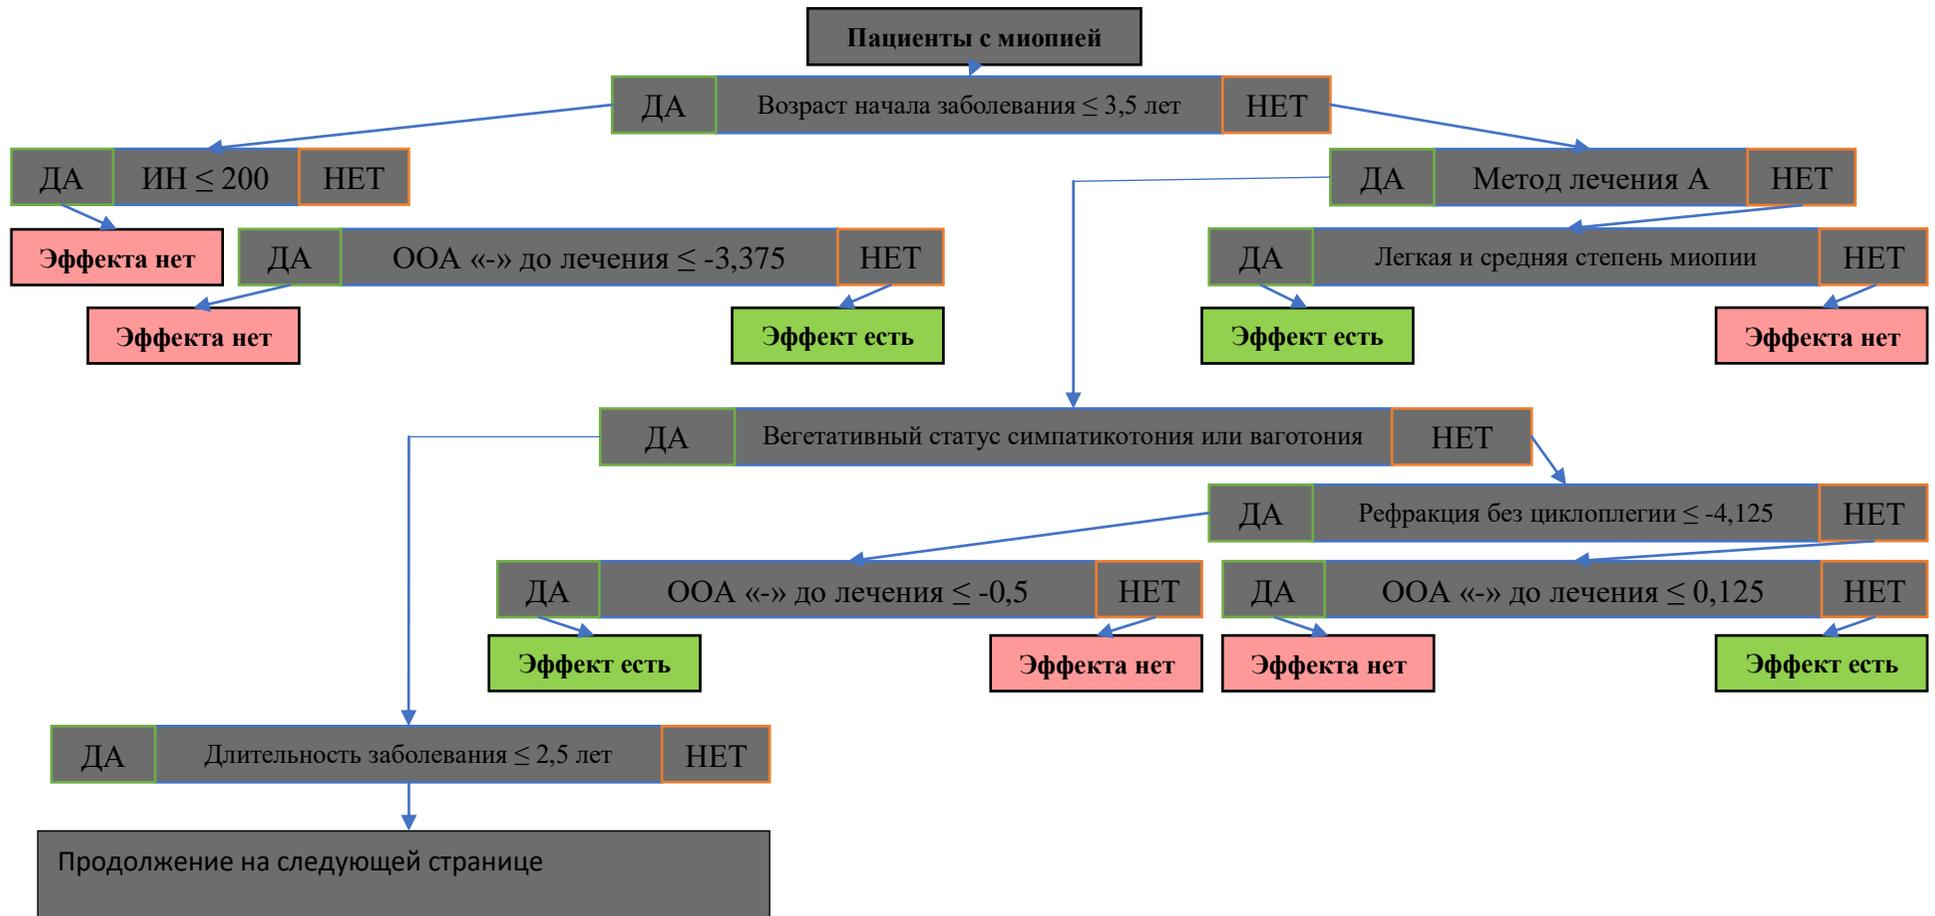 Пациенты с миопией
ДА Возраст начала заболевания ≤ 3,5 лет НЕТ
ДА ИН ≤ 200 НЕТ
ДА Метод лечения А НЕТ
Эффекта нет
ДА ООА «-» до лечения ≤ -3,375 НЕТ
ДА Легкая и средняя степень миопии НЕТ
Эффекта нет
Эффект есть
Эффект есть
Эффекта нет
ДА Вегетативный статус симпатикотония или ваготония НЕТ
ДА Рефракция без циклоплегии ≤ -4,125 НЕТ
ДА ООА «-» до лечения ≤ -0,5 НЕТ
ДА ООА «-» до лечения ≤ 0,125 НЕТ
Эффект есть
Эффекта нет
Эффекта нет
Эффект есть
ДА Длительность заболевания ≤ 2,5 лет НЕТ
Продолжение на следующей странице